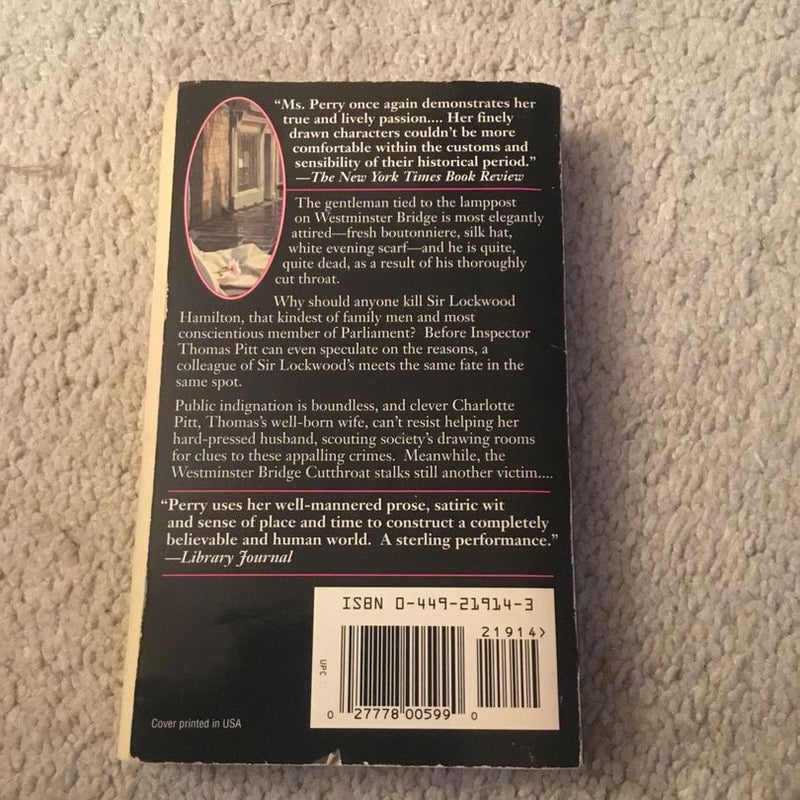 “Ms. Perry once again demonstrates her
true and lively passion.... Her finely
drawn characters couldn’t be more
comfortable within the customs and
sensibility of their historical period.”
—The New York Times Book Review
The gentleman tied to the lamppost
on Westminster Bridge is most elegantly
attired—fresh boutonniere, silk hat,
white evening scarf—and he is quite,
quite dead, as a result of his thoroughly
cut throat.
Why should anyone kill Sir Lockwood
Hamilton, that kindest of family men and most
conscientious member of Parliament? Before Inspector
Thomas Pitt can even speculate on the reasons, a
colleague of Sir Lockwood’s meets the same fate in the
same spot.
Public indignation is boundless, and clever Charlotte
Pitt, Thomas’s well-born wife, can’t resist helping her
hard-pressed husband, scouting society’s drawing rooms
for clues to these appalling crimes. Meanwhile, the
Westminster Bridge Cutthroat stalks still another victim....
“Perry uses her well-mannered prose, satiric wit
and sense of place and time to construct a completely
believable and human world. A sterling performance.”
—Library Journal
ISBN 0-449-21914-3
21914>
UPC
0 27778 00599 0
Cover printed in USA